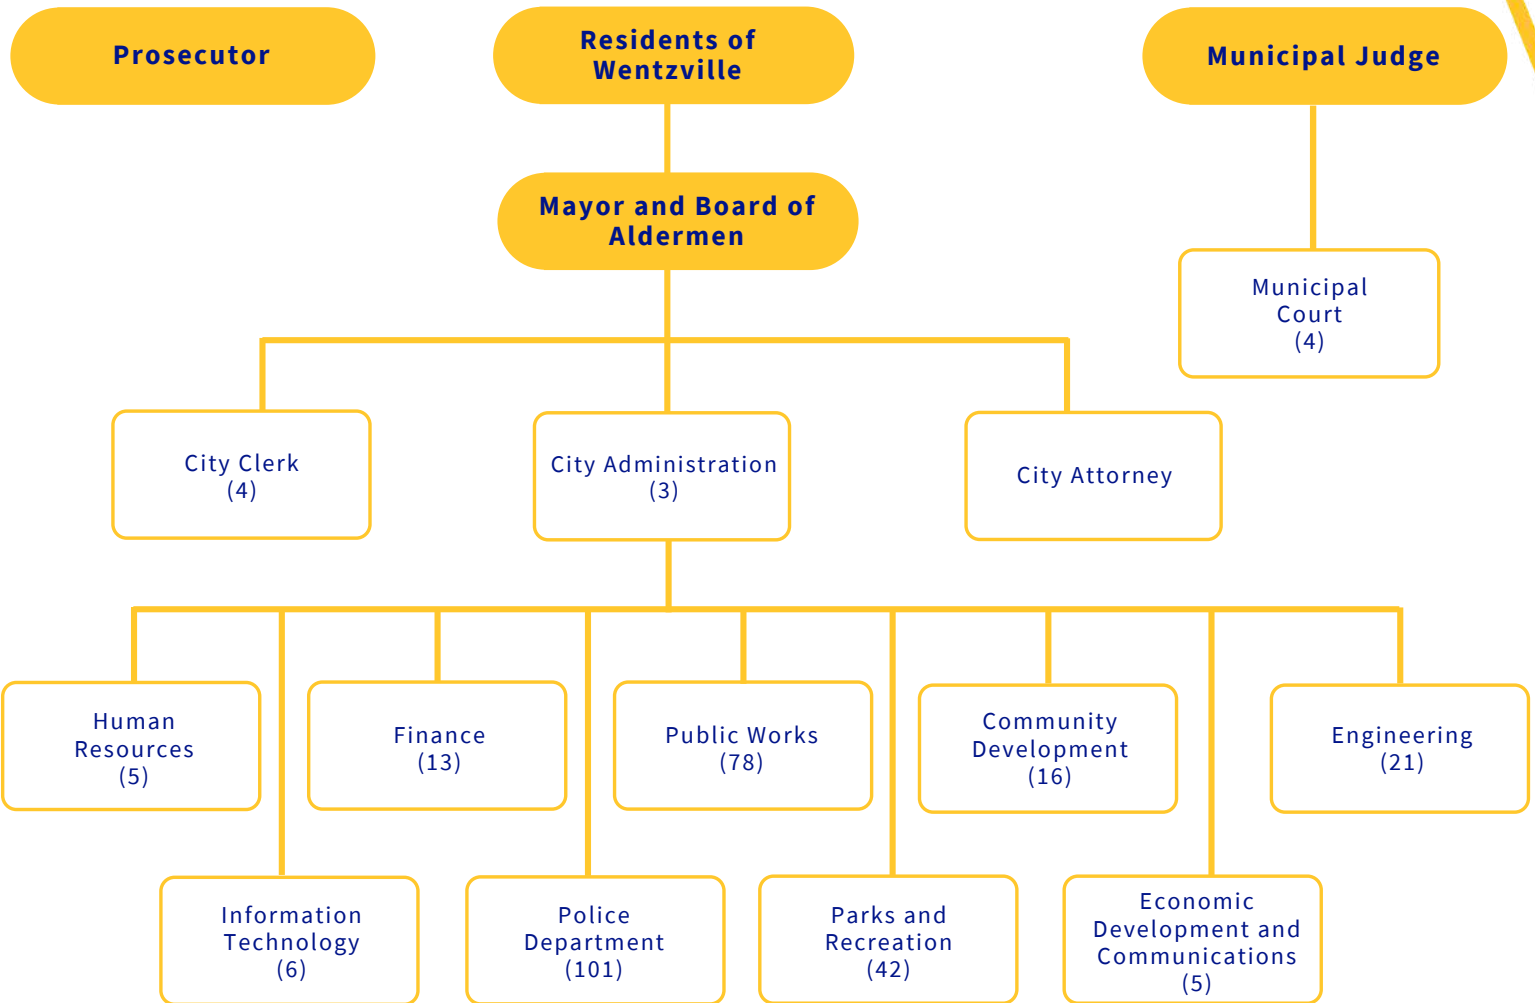 Prosecutor
Residents of
Wentzville
Municipal Judge
Mayor and Board of
Aldermen
Municipal
Court
(4)
City Clerk
(4)
City Administration
(3)
City Attorney
Human
Resources
(5)
Finance
(13)
Public Works
(78)
Community
Development
(16)
Engineering
(21)
Information
Technology
(6)
Police
Department
(101)
Parks and
Recreation
(42)
Economic
Development and
Communications
(5)